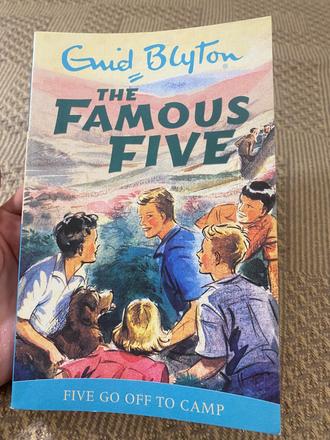 Enid Blyton
THE
FAMOUS
FIVE
FIVE GO OFF TO CAMP